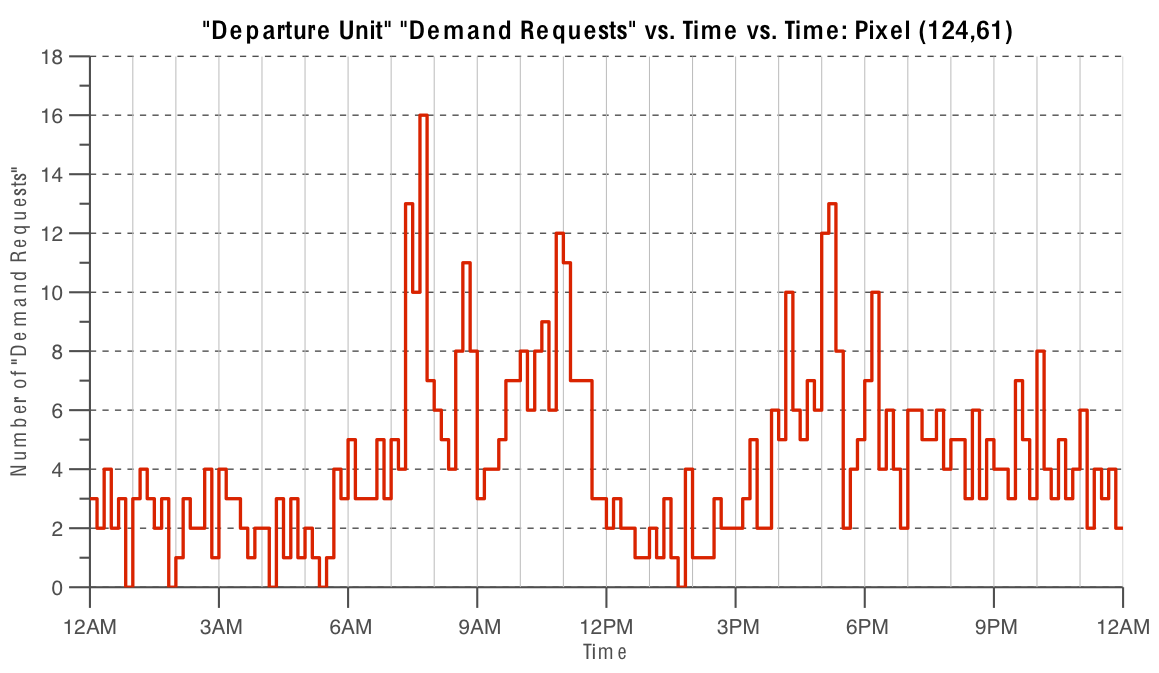 "Departure Unit" "Demand Requests" vs. Time vs. Time: Pixel (124,61)
Number of "Demand Requests"
18
16
14
12
10
8
6
4
2
0
12AM 3AM 6AM 9AM 12PM 3PM 6PM 9PM 12AM
Time